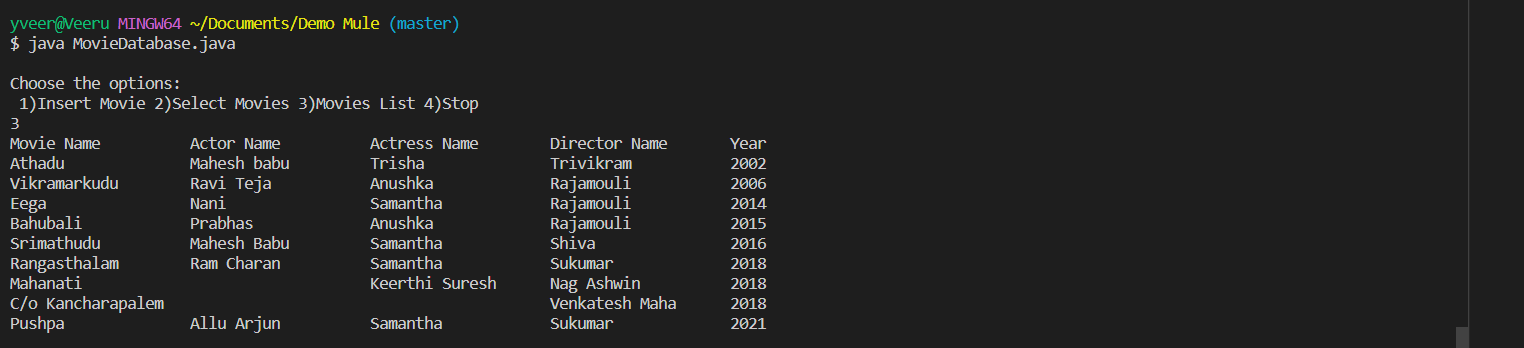 yveer@Veeru MINGW64 ~/Documents/Demo Mule (master)
$ java MovieDatabase.java
Choose the options:
1)Insert Movie 2)Select Movies 3)Movies List 4)Stop
3
Movie Name Actor Name Actress Name Director Name Year
Athadu Mahesh babu Trisha Trivikram 2002
Vikramarkudu Ravi Teja Anushka Rajamouli 2006
Eega Nani Samantha Rajamouli 2014
Bahubali Prabhas Anushka Rajamouli 2015
Srimathudu Mahesh Babu Samantha Shiva 2016
Rangasthalam Ram Charan Samantha Sukumar 2018
Mahanati Keerthi Suresh Nag Ashwin 2018
C/o Kancharapalem Venkatesh Maha 2018
Pushpa Allu Arjun Samantha Sukumar 2021